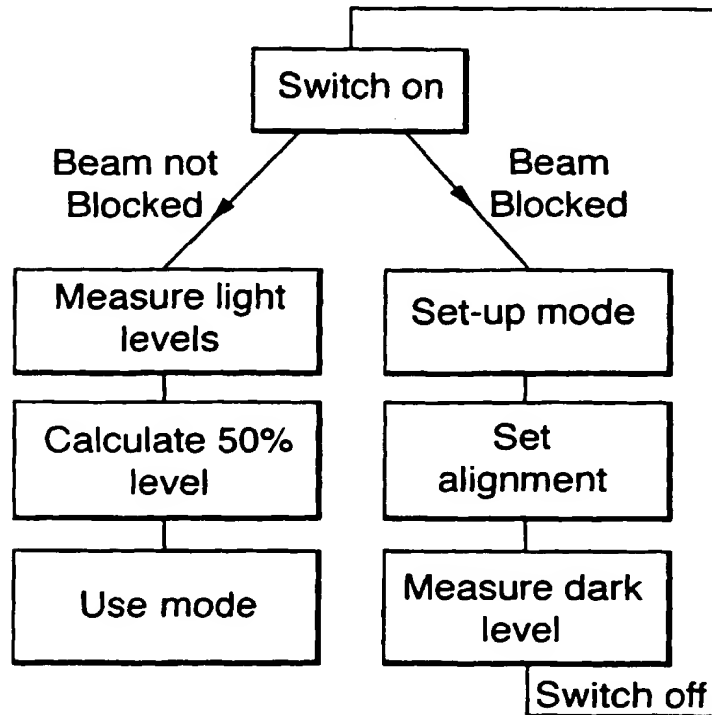 Switch on
Beam not
Blocked
Beam
Blocked
Measure light
levels
Set-up mode
Calculate 50%
level
Set
alignment
Use mode
Measure dark
level
Switch off